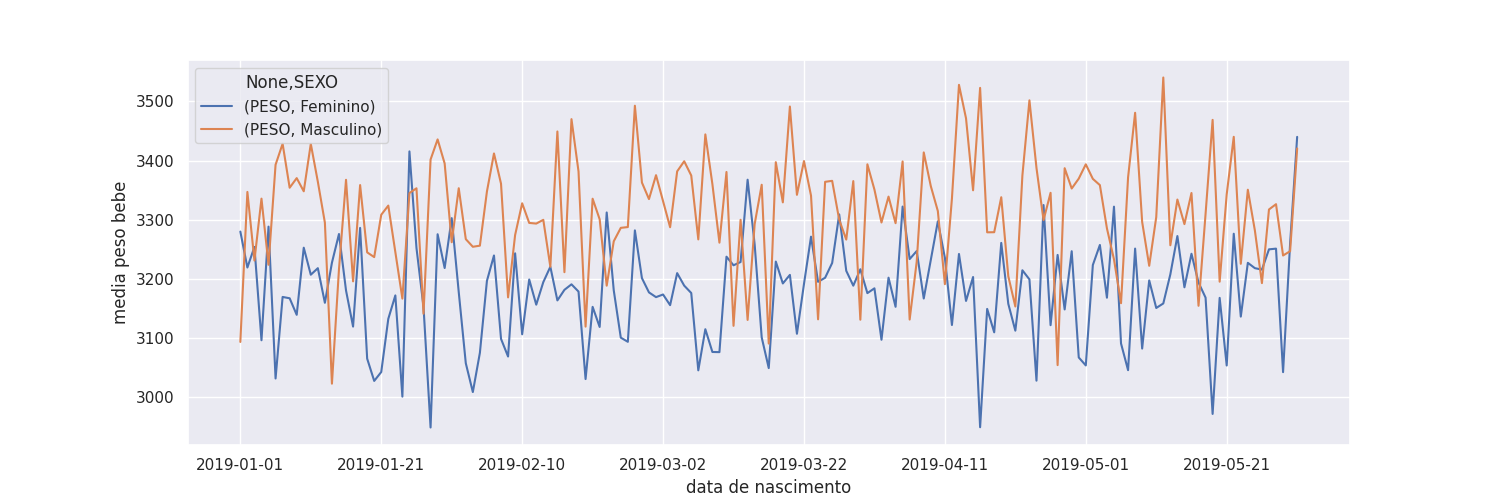 None,SEXO
(PESO, Feminino)
(PESO, Masculino)
media peso bebe
3500
3400
3300
3200
3100
3000
2019-01-01 2019-01-21 2019-02-10 2019-03-02 2019-03-22 2019-04-11 2019-05-01 2019-05-21
data de nascimento